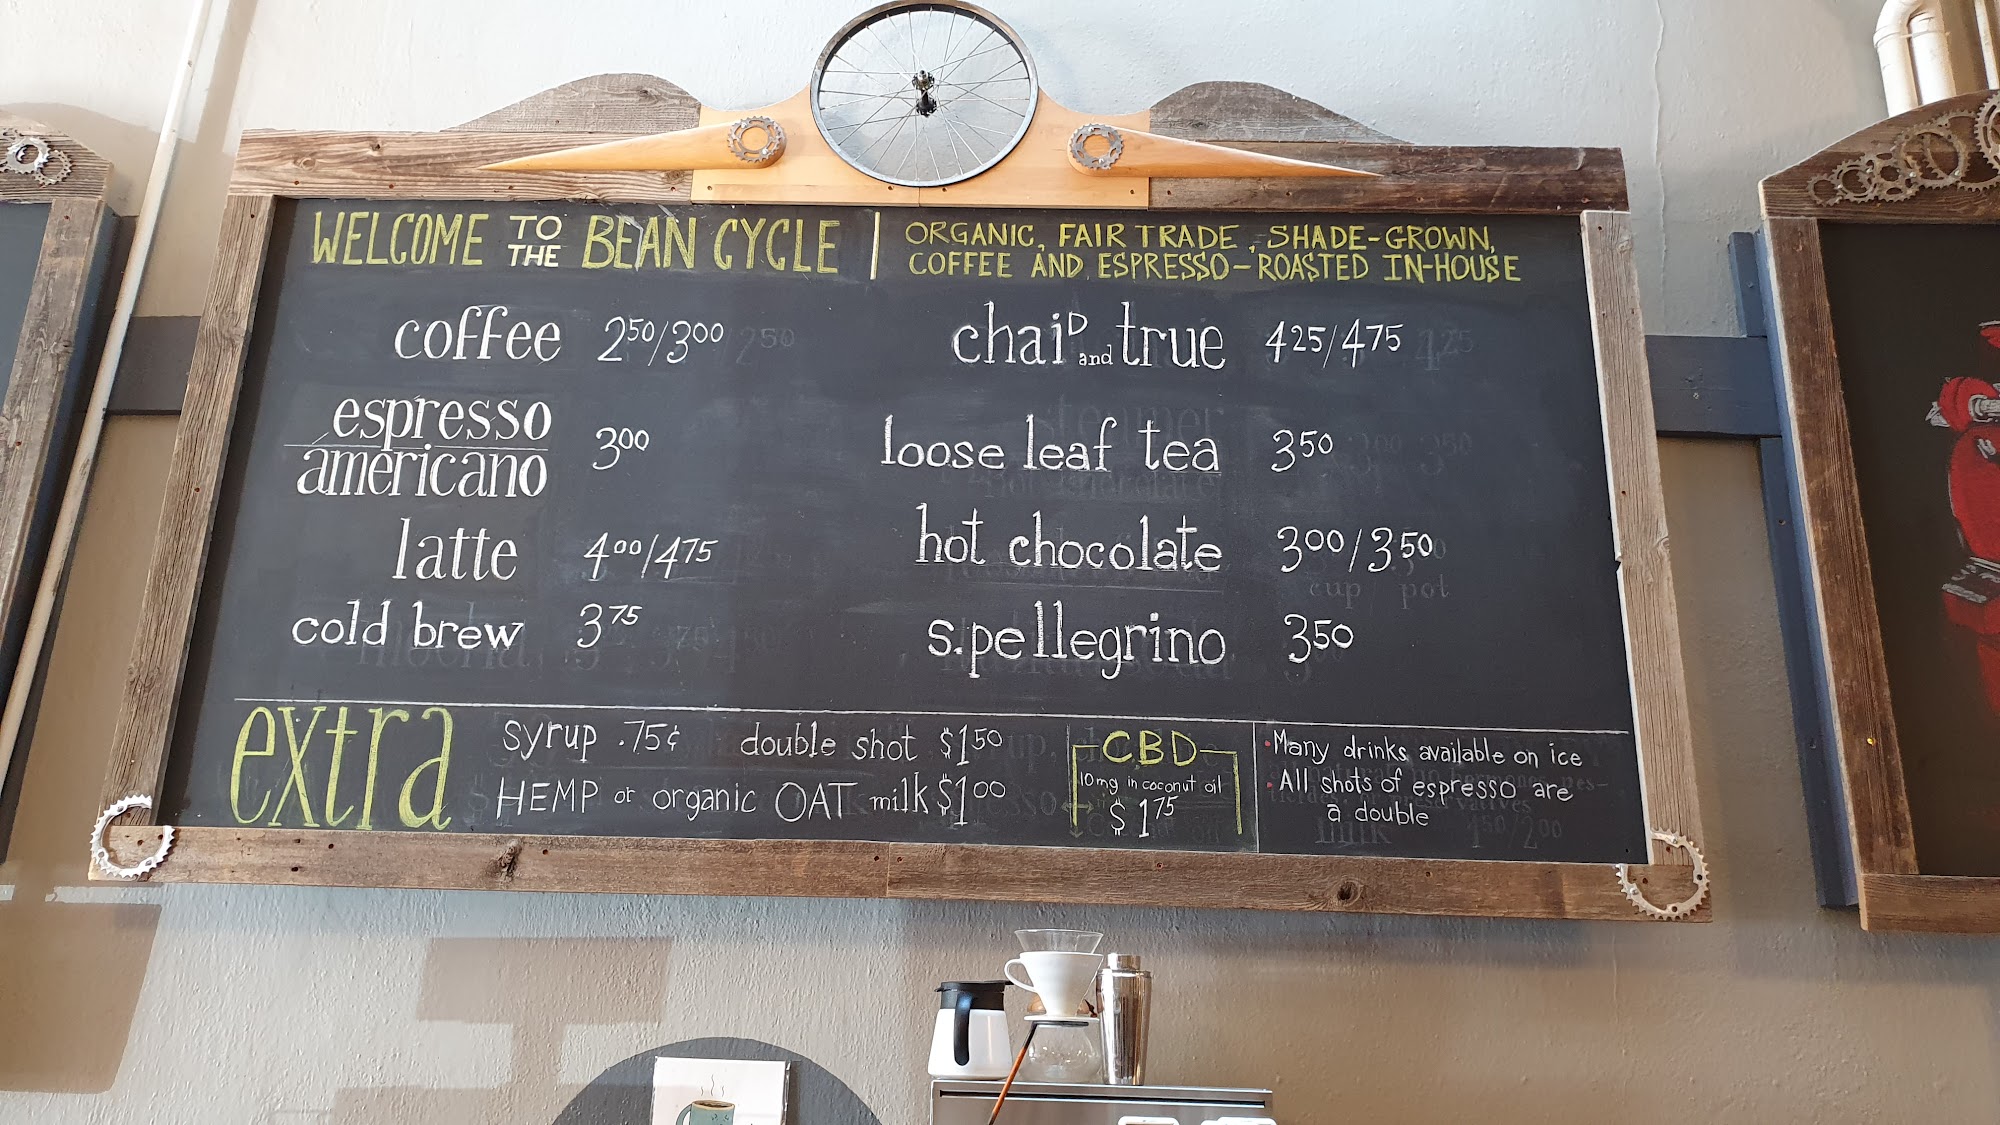 WELCOME TO THE BEAN CYCLE
ORGANIC, FAIR TRADE, SHADE-GROWN,
COFFEE AND ESPRESSO-ROASTED IN-HOUSE
coffee 250/300
espresso
americano 300
latte 400/475
cold brew 375
chai'D and true 425/475
loose leaf tea 350
hot chocolate 300/350
s.pellegrino 350
extra
syrup .75¢ double shot $150
HEMP or organic OAT milk $100
CBD
10mg in coconut oil
$175
• Many drinks available on ice
• All shots of espresso are
a double